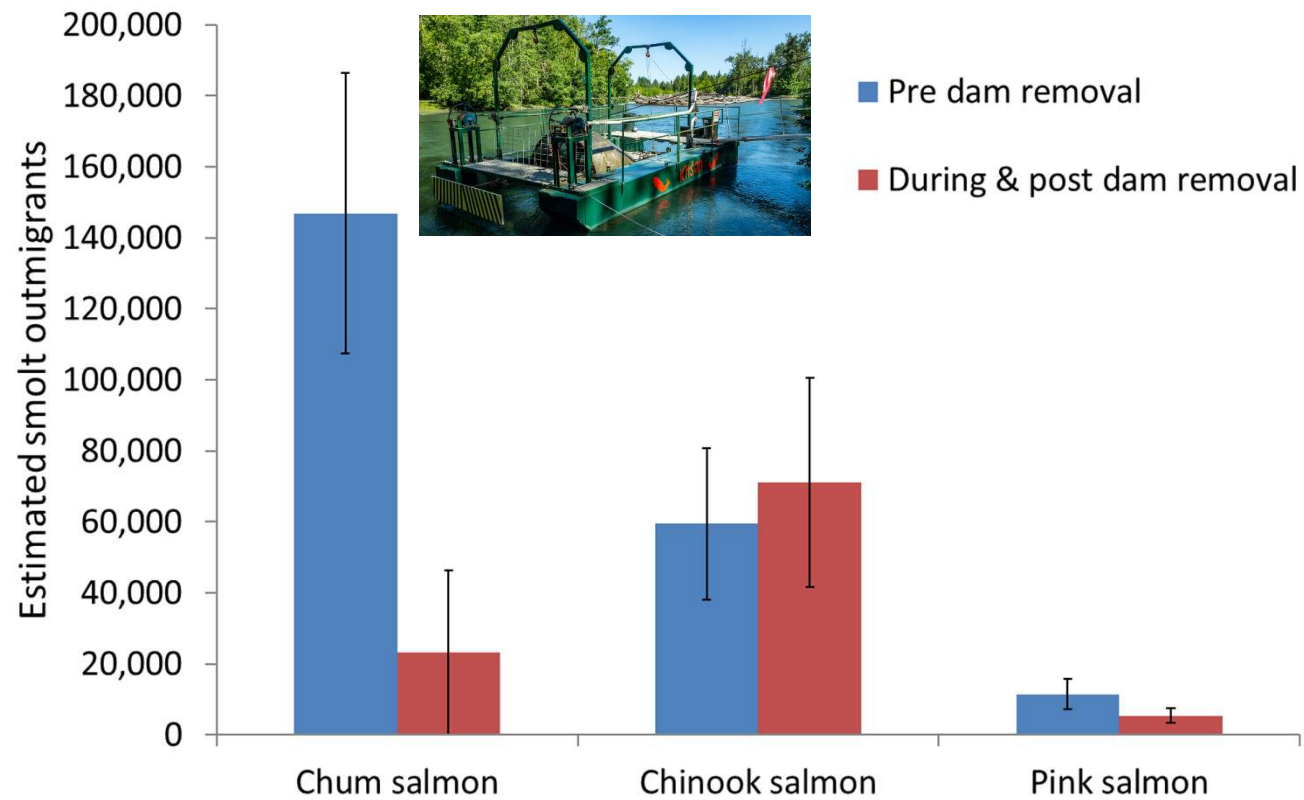 200,000
180,000
160,000
140,000
120,000
100,000
80,000
60,000
40,000
20,000
0
Estimated smolt outmigrants
Pre dam removal
During & post dam removal
Chum salmon
Chinook salmon
Pink salmon